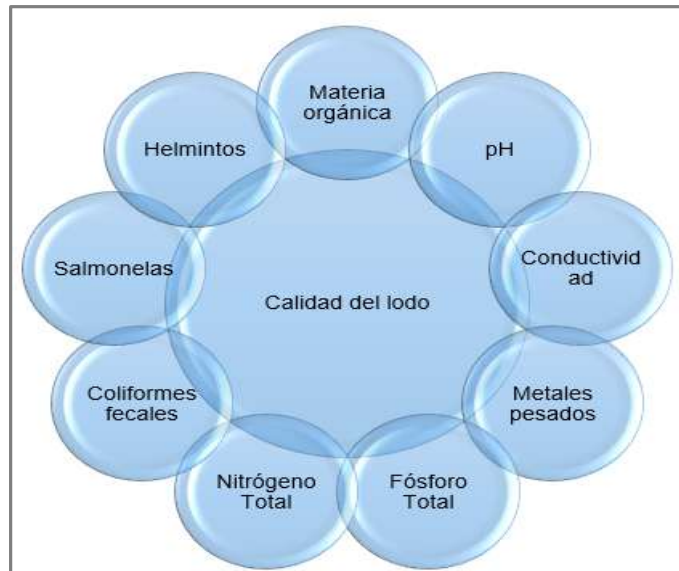 Materia
orgánica
pH
Conductivid
ad
Metales
pesados
Fósforo
Total
Nitrógeno
Total
Coliformes
fecales
Salmonelas
Helmintos
Calidad del lodo